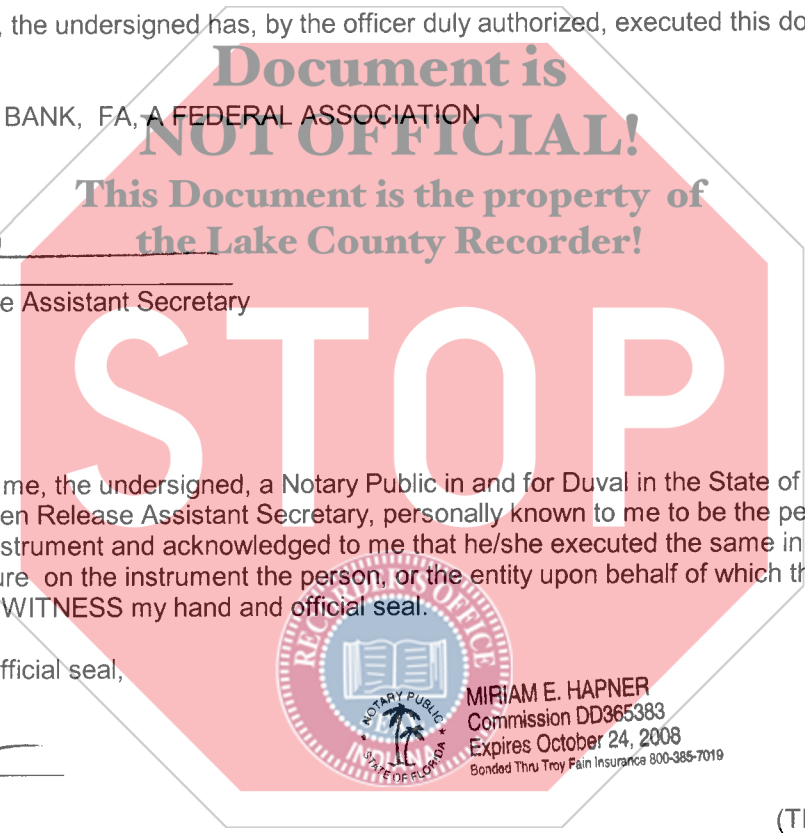 , the undersigned has, by the officer duly authorized, executed this do
Document is
BANK, FA, A FEDERAL ASSOCIATION
NOT OFFICIAL!
This Document is the property of
the Lake County Recorder!
e Assistant Secretary
STOP
me, the undersigned, a Notary Public in and for Duval in the State of
en Release Assistant Secretary, personally known to me to be the pe
strument and acknowledged to me that he/she executed the same in
ure on the instrument the person, or the entity upon behalf of which th
WITNESS my hand and official seal.
RECORDER'S OFFICE
fficial seal,
NOTARY PUBLIC
STATE OF FLORIDA
INDIANA
MIRIAM E. HAPNER
Commission DD365383
Expires October 24, 2008
Bonded Thru Troy Fain Insurance 800-385-7019
(T